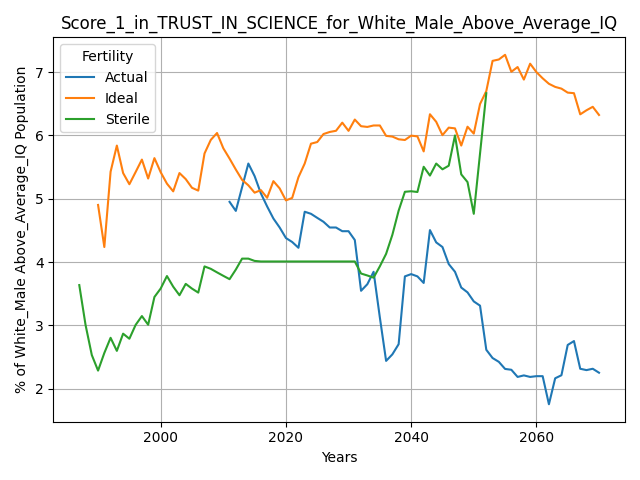 Score_1_in_TRUST_IN_SCIENCE_for_White_Male_Above_Average_IQ
Fertility
Actual
Ideal
Sterile
% of White_Male Above_Average_IQ Population
7
6
5
4
3
2
2000
2020
2040
2060
Years